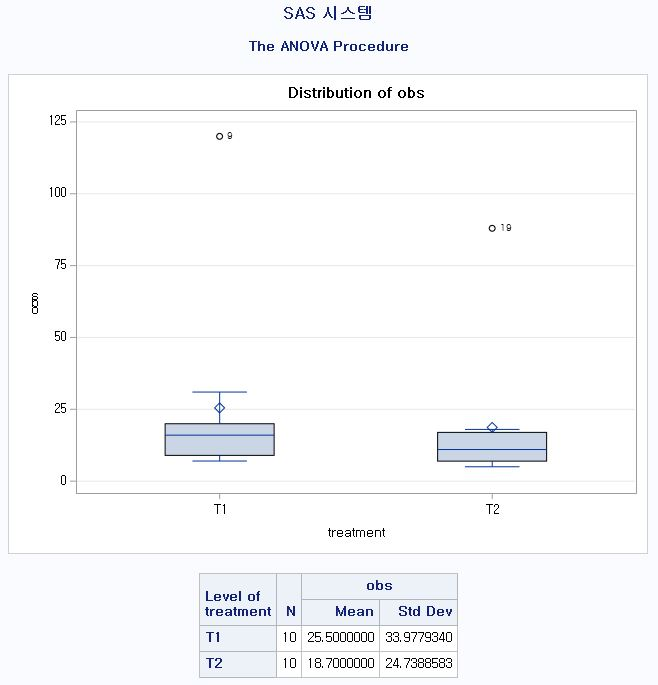 SAS 시스템
The ANOVA Procedure
Distribution of obs
125
9
100
19
75
obs
50
25
0
T1 T2
treatment
Level of treatment N obs
Mean Std Dev
T1 10 25.5000000 33.9779340
T2 10 18.7000000 24.7388583